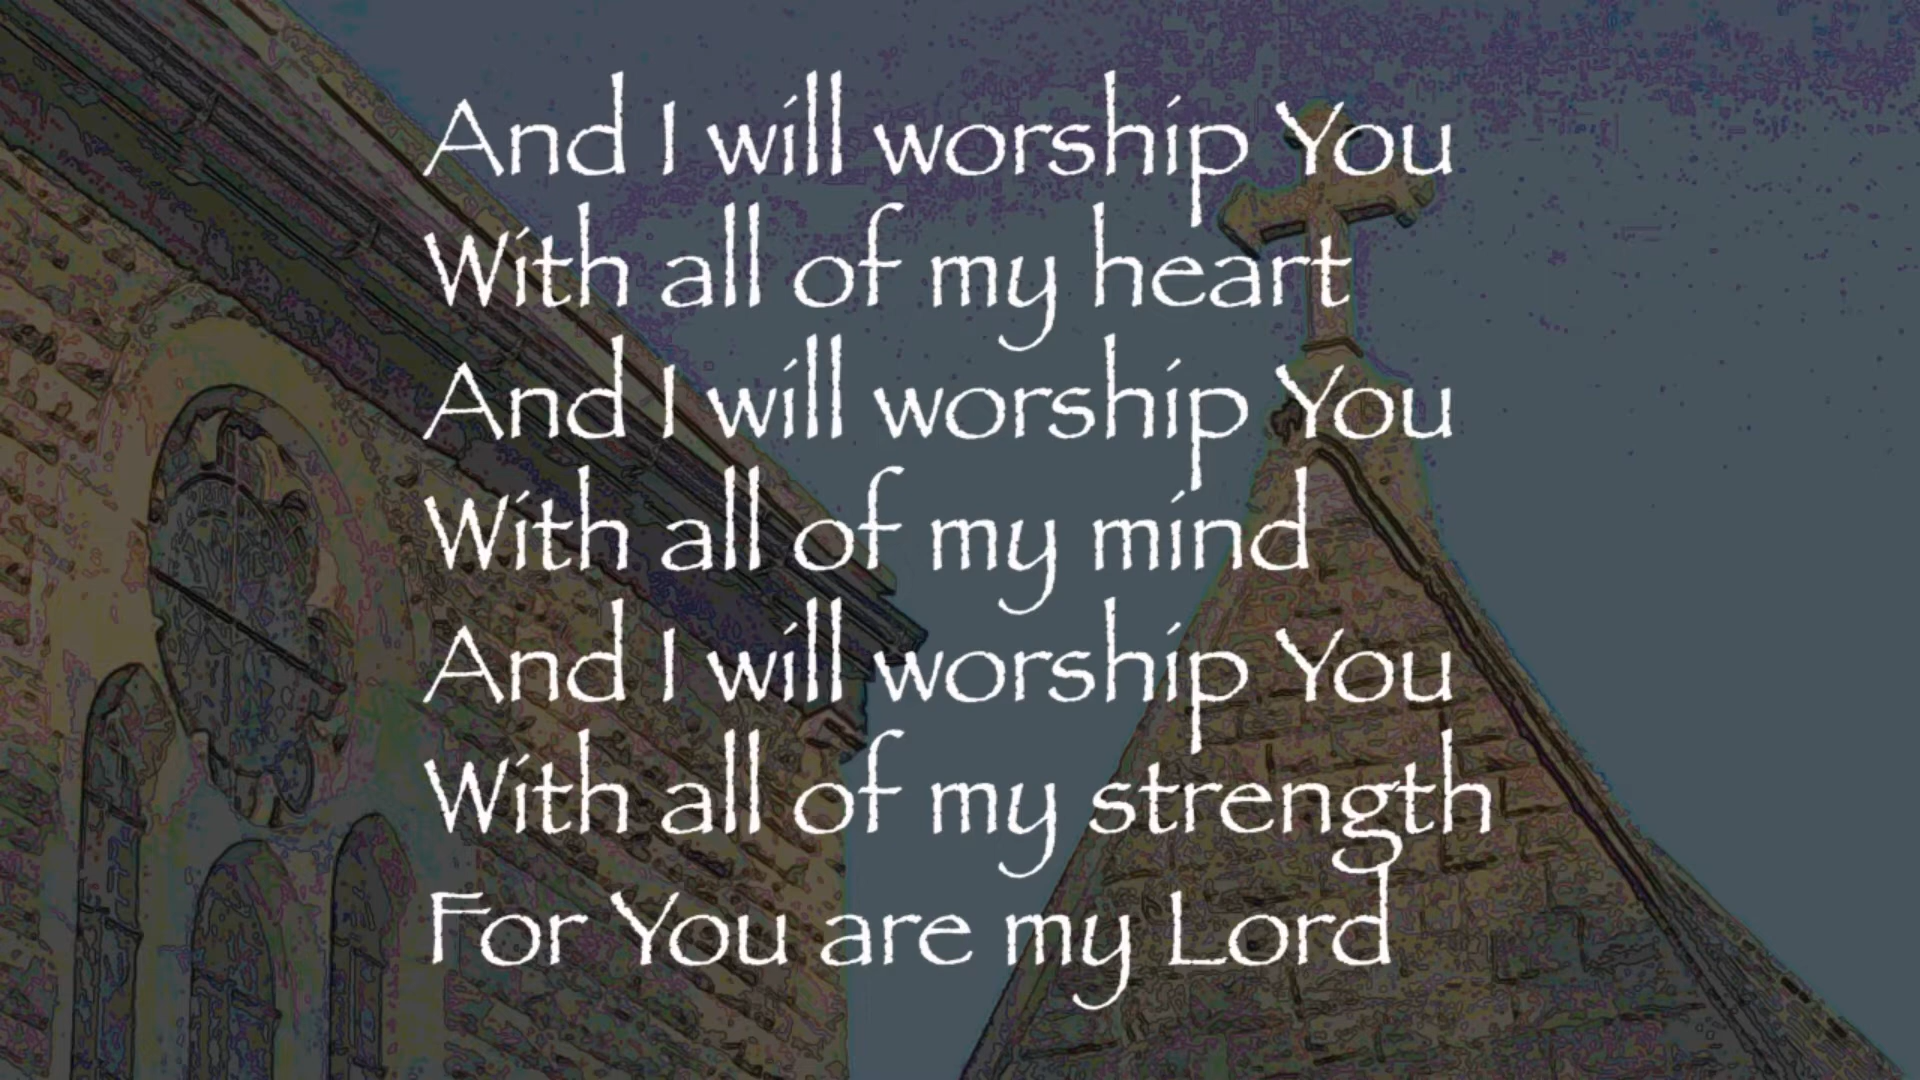 And I will worship You
With all of my heart
And I will worship You
With all of my mind
And I will worship You
With all of my strength
For You are my Lord